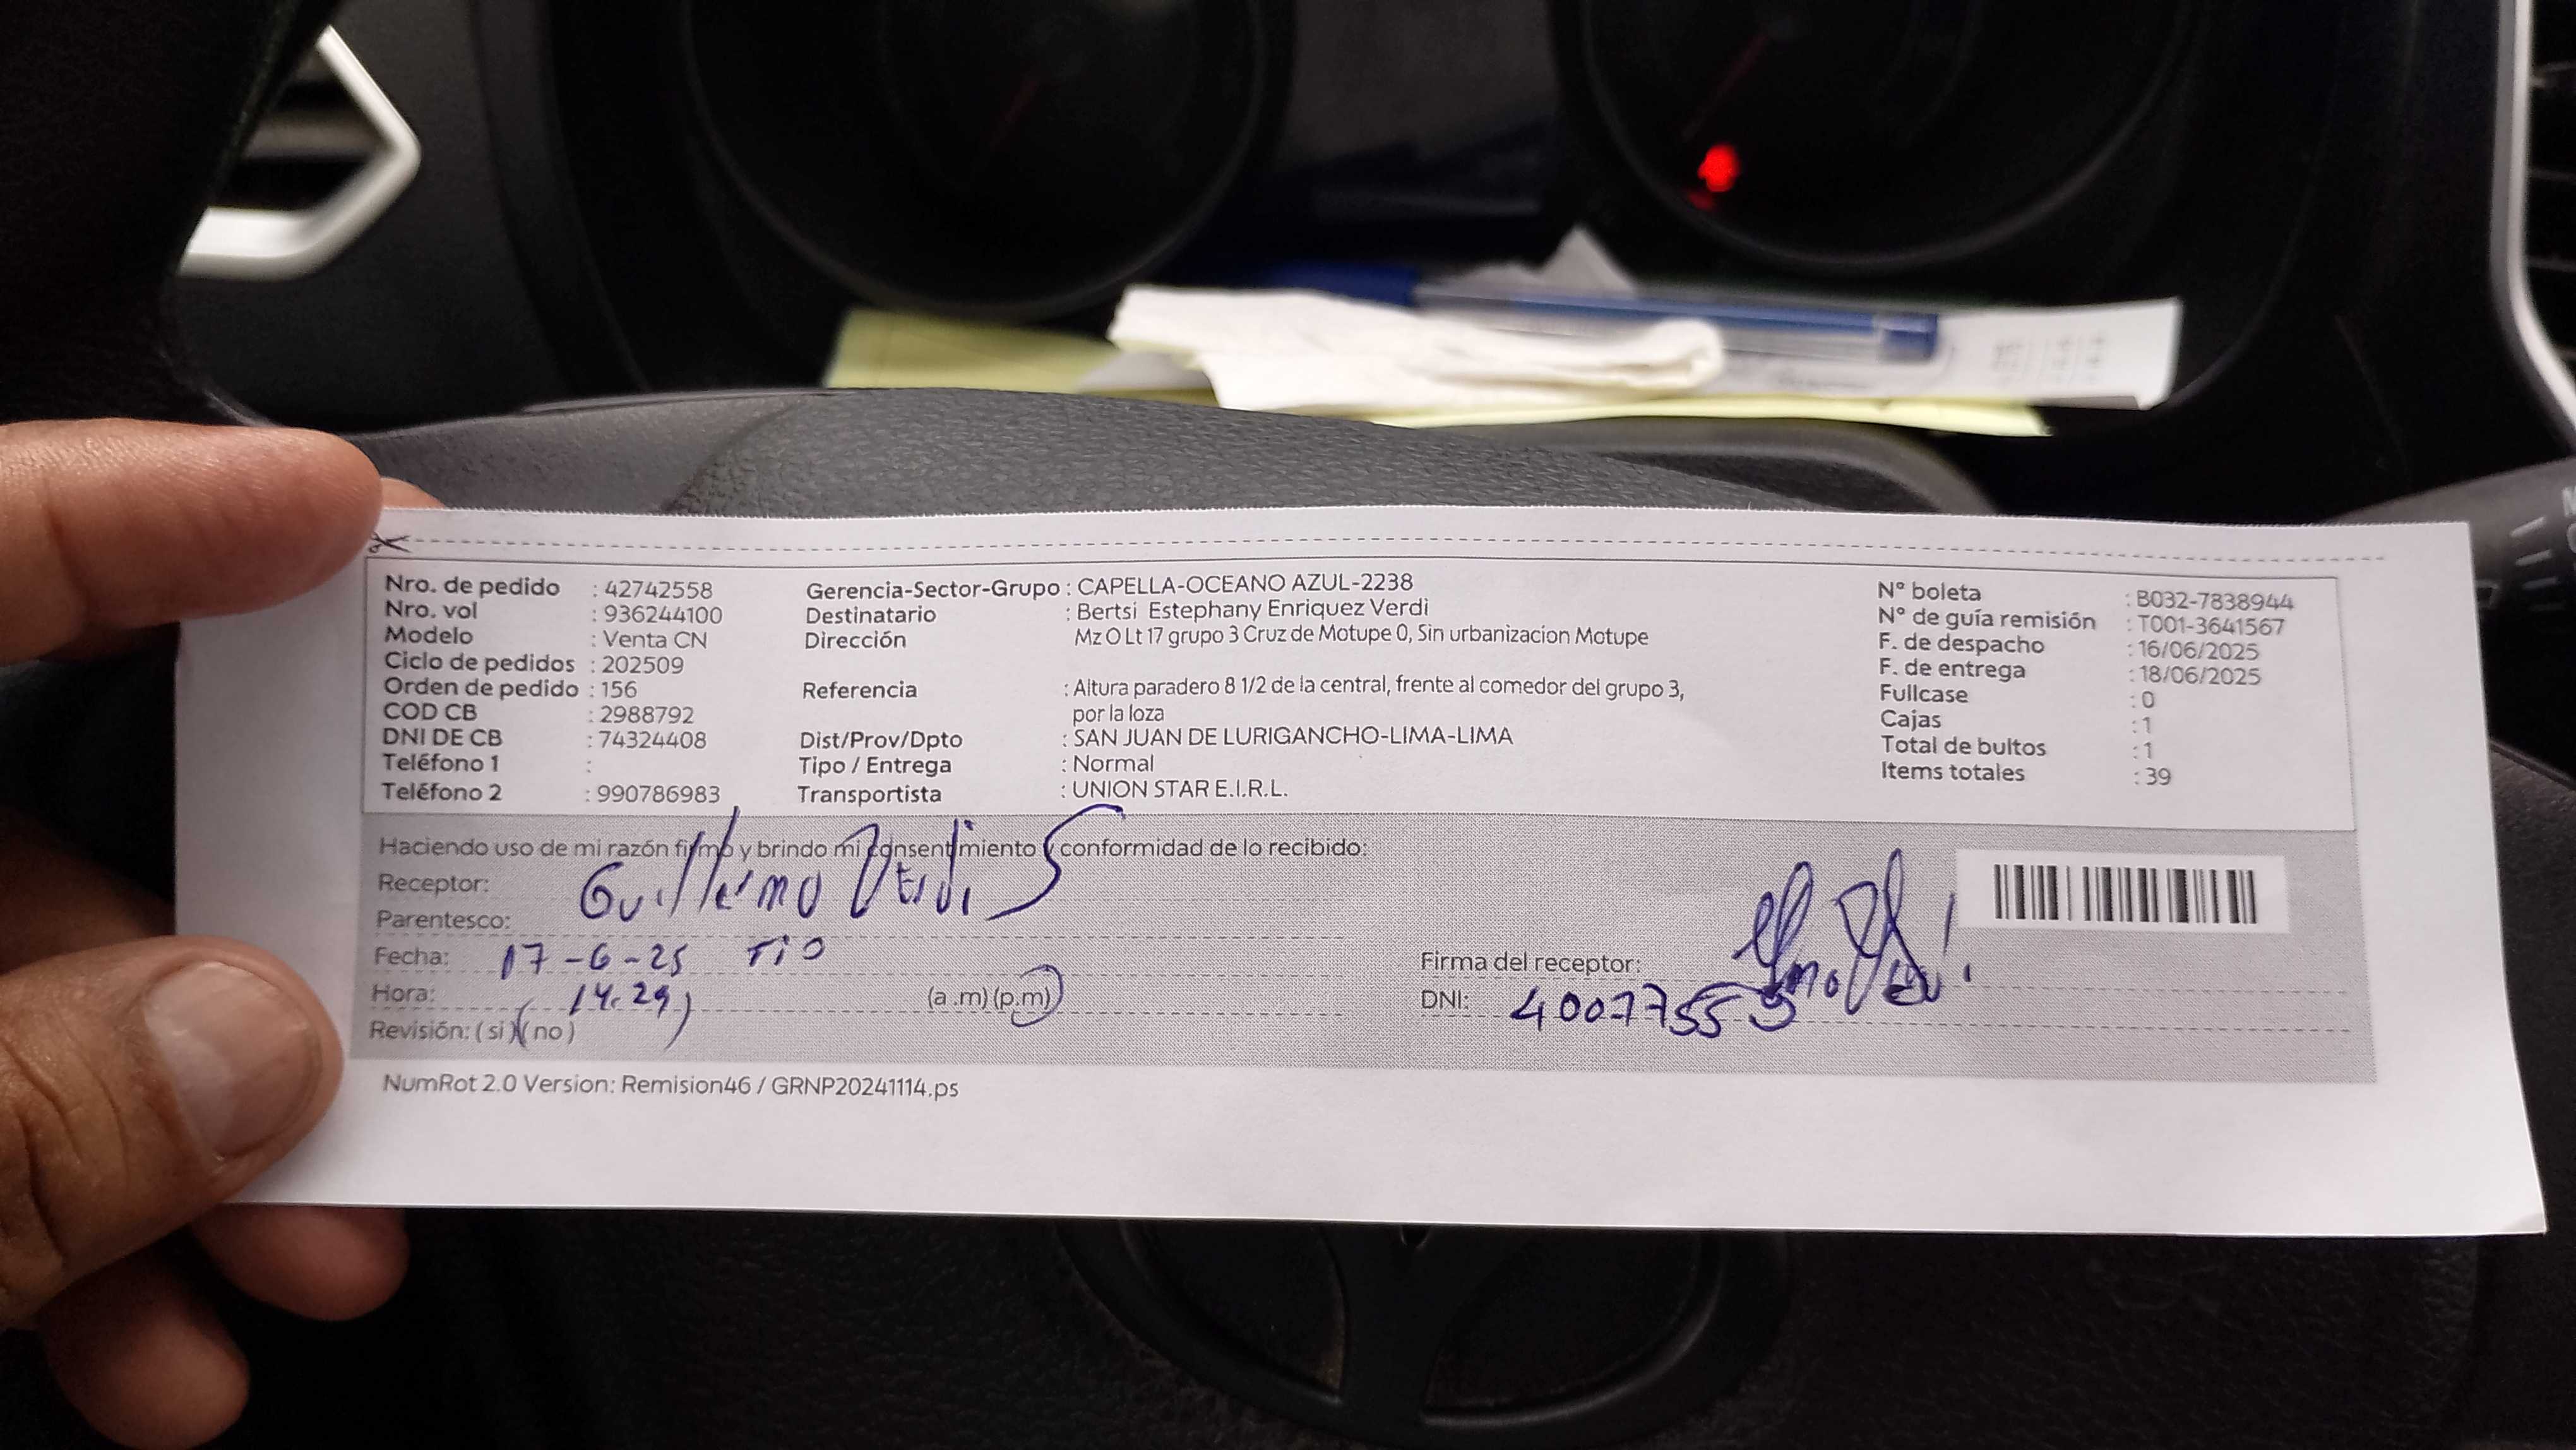 Nro. de pedido : 42742558
Nro. vol : 936244100
Modelo : Venta CN
Ciclo de pedidos : 202509
Orden de pedido : 156
COD CB : 2988792
DNI DE CB : 74324408
Teléfono 1 :
Teléfono 2 : 990786983
Gerencia-Sector-Grupo : CAPELLA-OCEANO AZUL-2238
Destinatario : Bertsi Estephany Enriquez Verdi
Dirección Mz O Lt 17 grupo 3 Cruz de Motupe 0, Sin urbanizacion Motupe
Referencia : Altura paradero 8 1/2 de la central, frente al comedor del grupo 3,
por la loza
Dist/Prov/Dpto : SAN JUAN DE LURIGANCHO-LIMA-LIMA
Tipo / Entrega : Normal
Transportista : UNION STAR E.I.R.L.
N° boleta : B032-7838944
N° de guía remisión : T001-3641567
F. de despacho : 16/06/2025
F. de entrega : 18/06/2025
Fullcase : 0
Cajas : 1
Total de bultos : 1
Items totales : 39
Haciendo uso de mi razón firmo y brindo mi consentimiento y conformidad de lo recibido:
Receptor: Guillermo Verdi S
Parentesco:
Fecha: 17-6-25 TiO
Hora: 14:29 (a .m) (p.m)
Revisión: ( si ) ( no )
Firma del receptor:
DNI: 40077555
NumRot 2.0 Version: Remision46 / GRNP20241114.ps